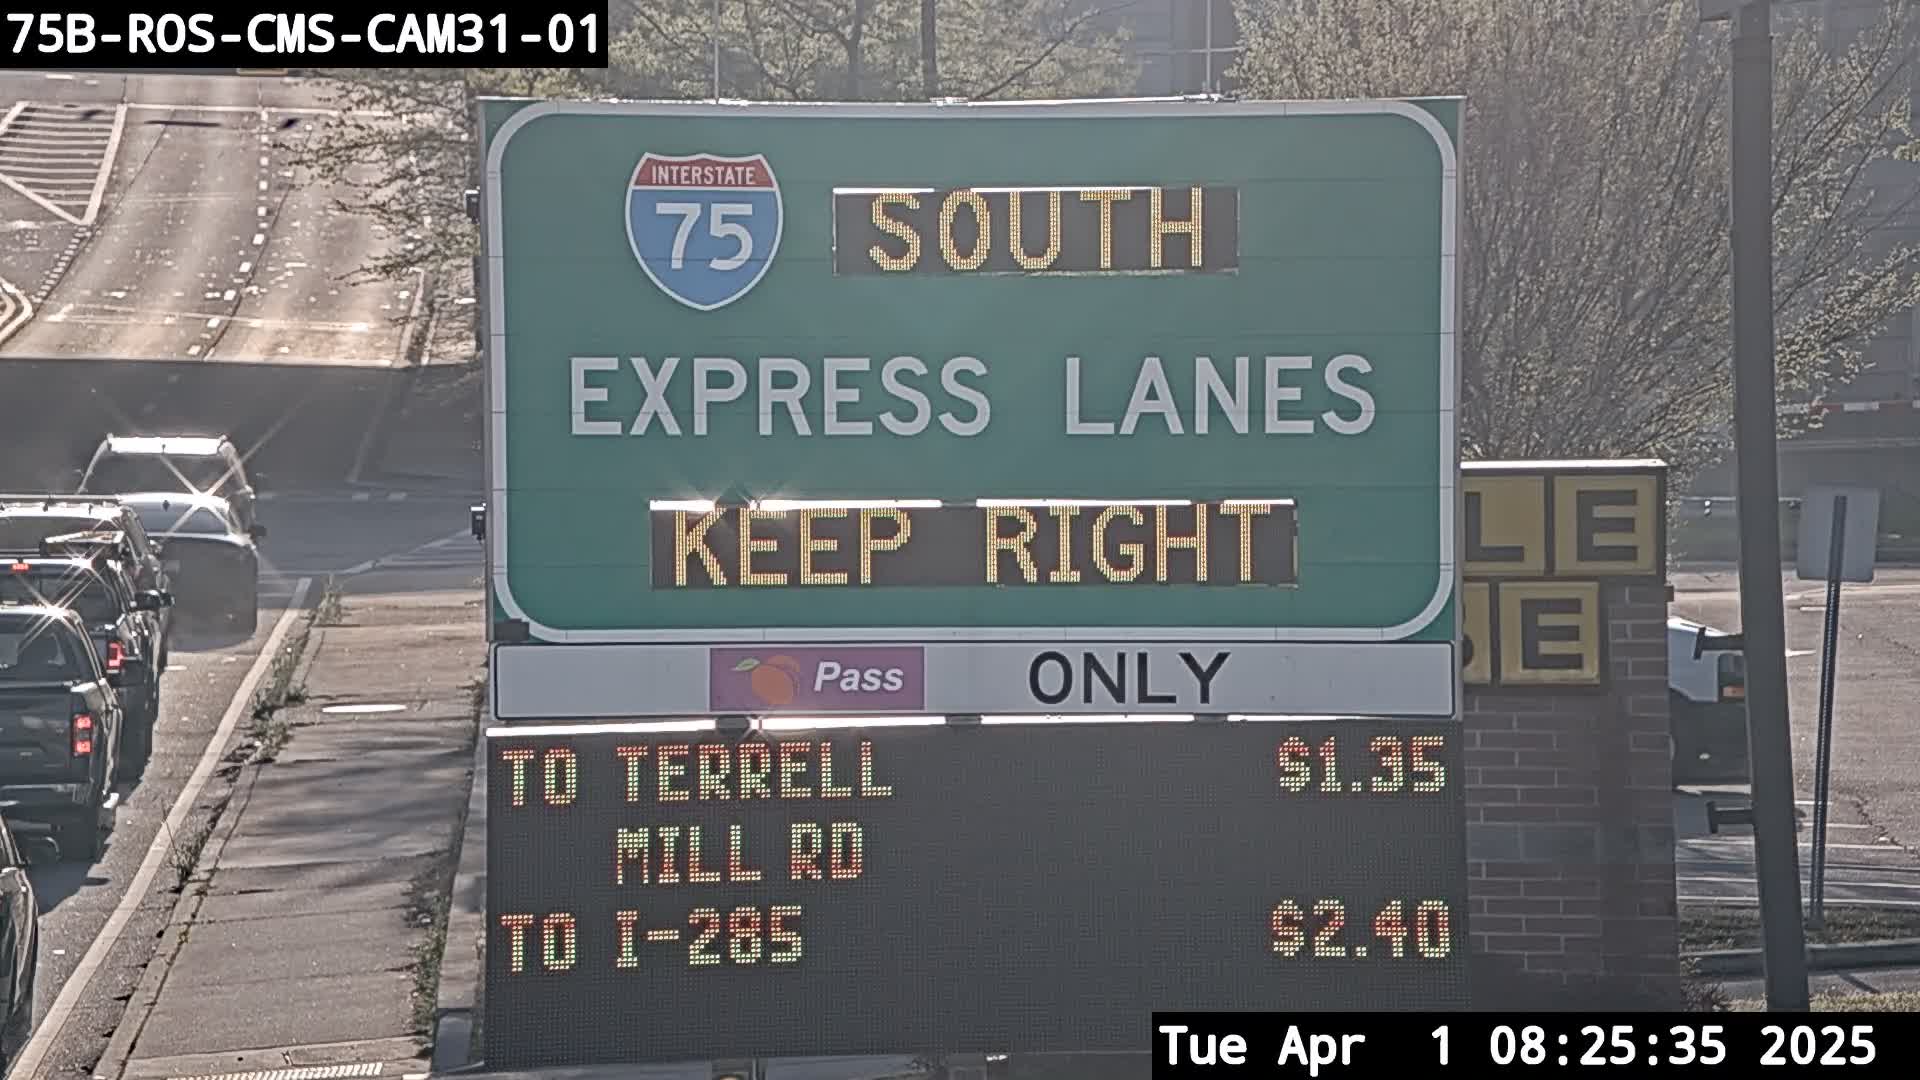 75B-ROS-CMS-CAM31-01
INTERSTATE
75
SOUTH
EXPRESS LANES
KEEP RIGHT
LE
E
Pass ONLY
TO TERRELL $1.35
MILL RD
TO I-285 $2.40
Tue Apr 1 08:25:35 2025